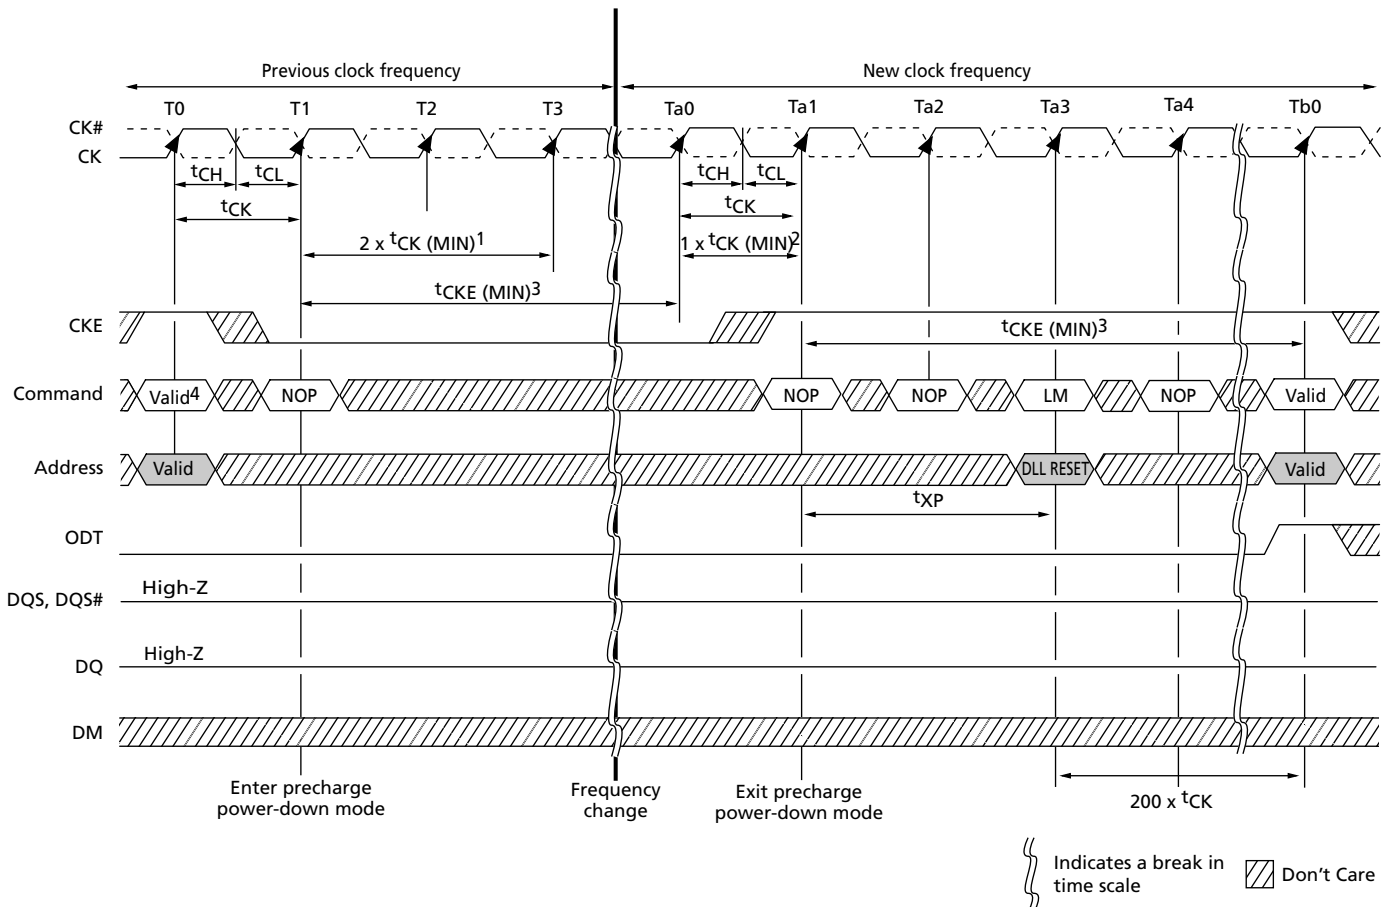 Previous clock frequency
New clock frequency
T0 T1 T2 T3 Ta0 Ta1 Ta2 Ta3 Ta4 Tb0
CK#
CK
tCH tCL tCH tCL
tCK tCK
2 x tCK (MIN)1 1 x tCK (MIN)2
tCKE (MIN)3
CKE
tCKE (MIN)3
Command Valid4 NOP NOP NOP LM NOP Valid
Address Valid DLL RESET Valid
tXP
ODT
DQS, DQS# High-Z
DQ High-Z
DM
Enter precharge
power-down mode
Frequency
change
Exit precharge
power-down mode
200 x tCK
Indicates a break in
time scale
Don't Care